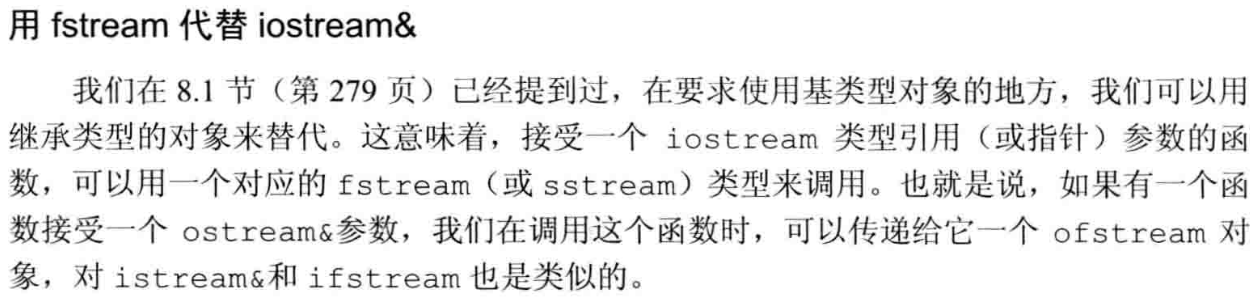 用 fstream 代替 iostream&
我们在 8.1 节（第 279 页）已经提到过，在要求使用基类型对象的地方，我们可以用
继承类型的对象来替代。这意味着，接受一个 iostream 类型引用（或指针）参数的函
数，可以用一个对应的 fstream（或 sstream）类型来调用。也就是说，如果有一个函
数接受一个 ostream&参数，我们在调用这个函数时，可以传递给它一个 ofstream 对
象，对 istream&和 ifstream 也是类似的。